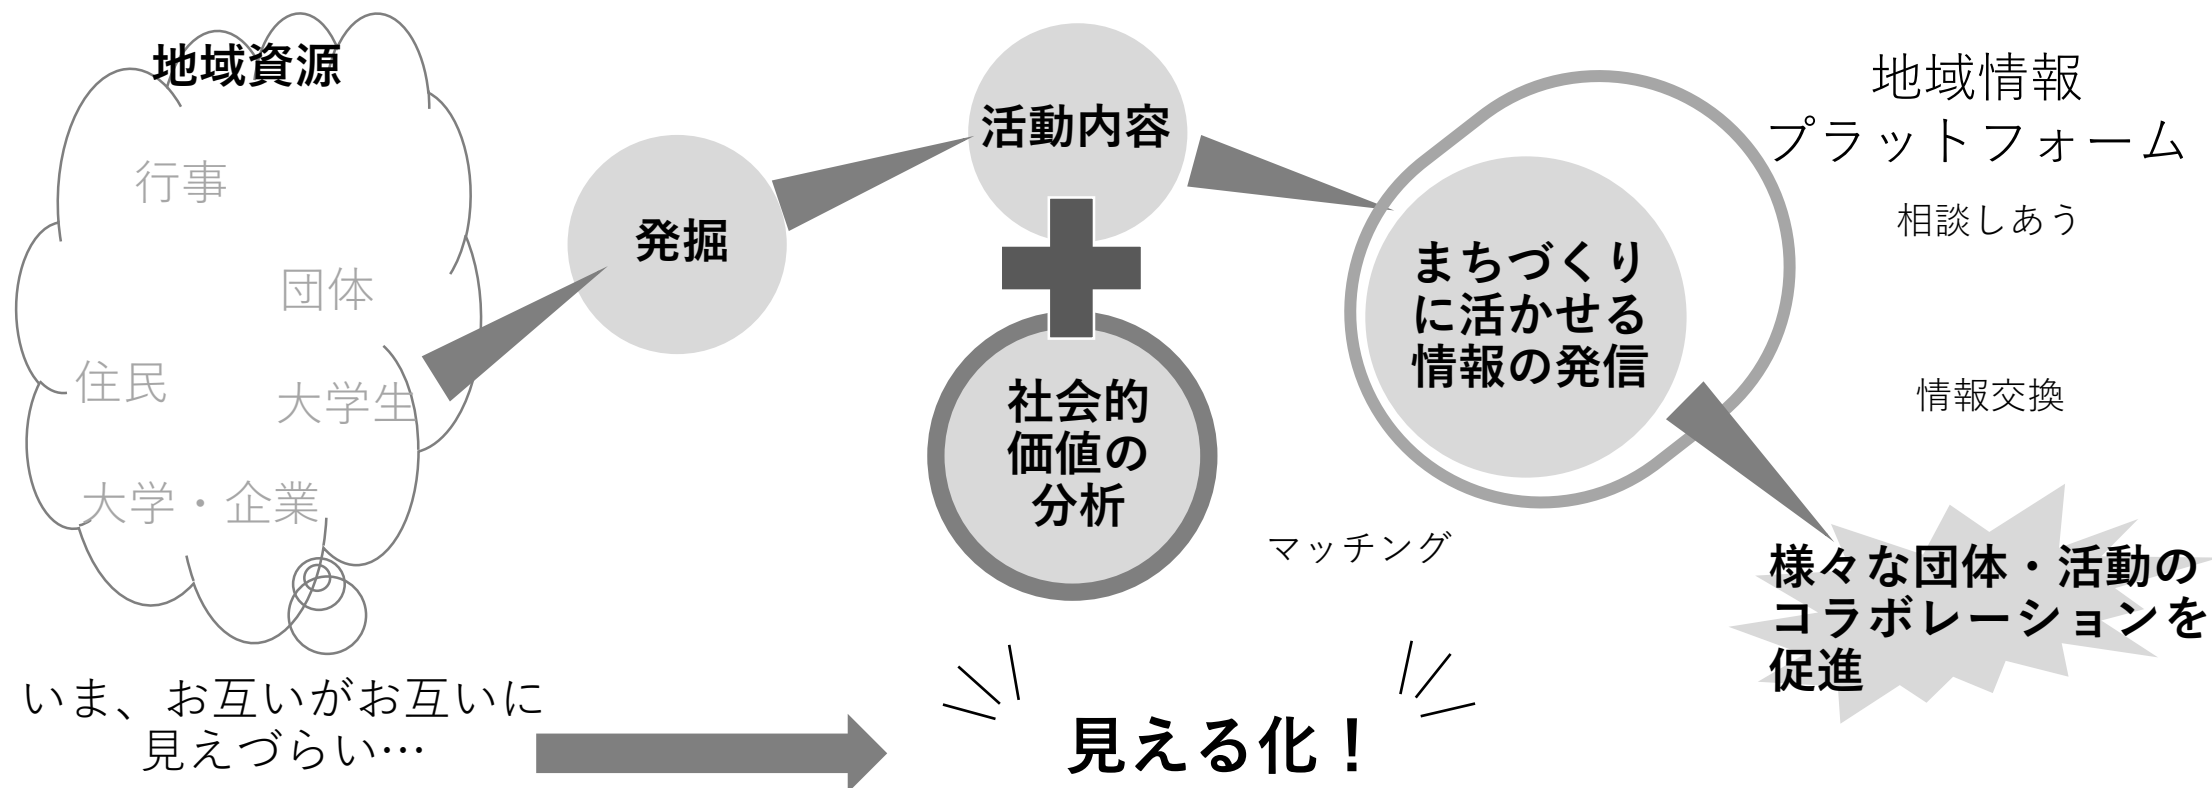 地域資源
行事
団体
住民
大学生
大学・企業
いま、お互いがお互いに
見えづらい…
発掘
活動内容
社会的
価値の
分析
マッチング
見える化！
まちづくり
に活かせる
情報の発信
地域情報
プラットフォーム
相談しあう
情報交換
様々な団体・活動の
コラボレーションを
促進